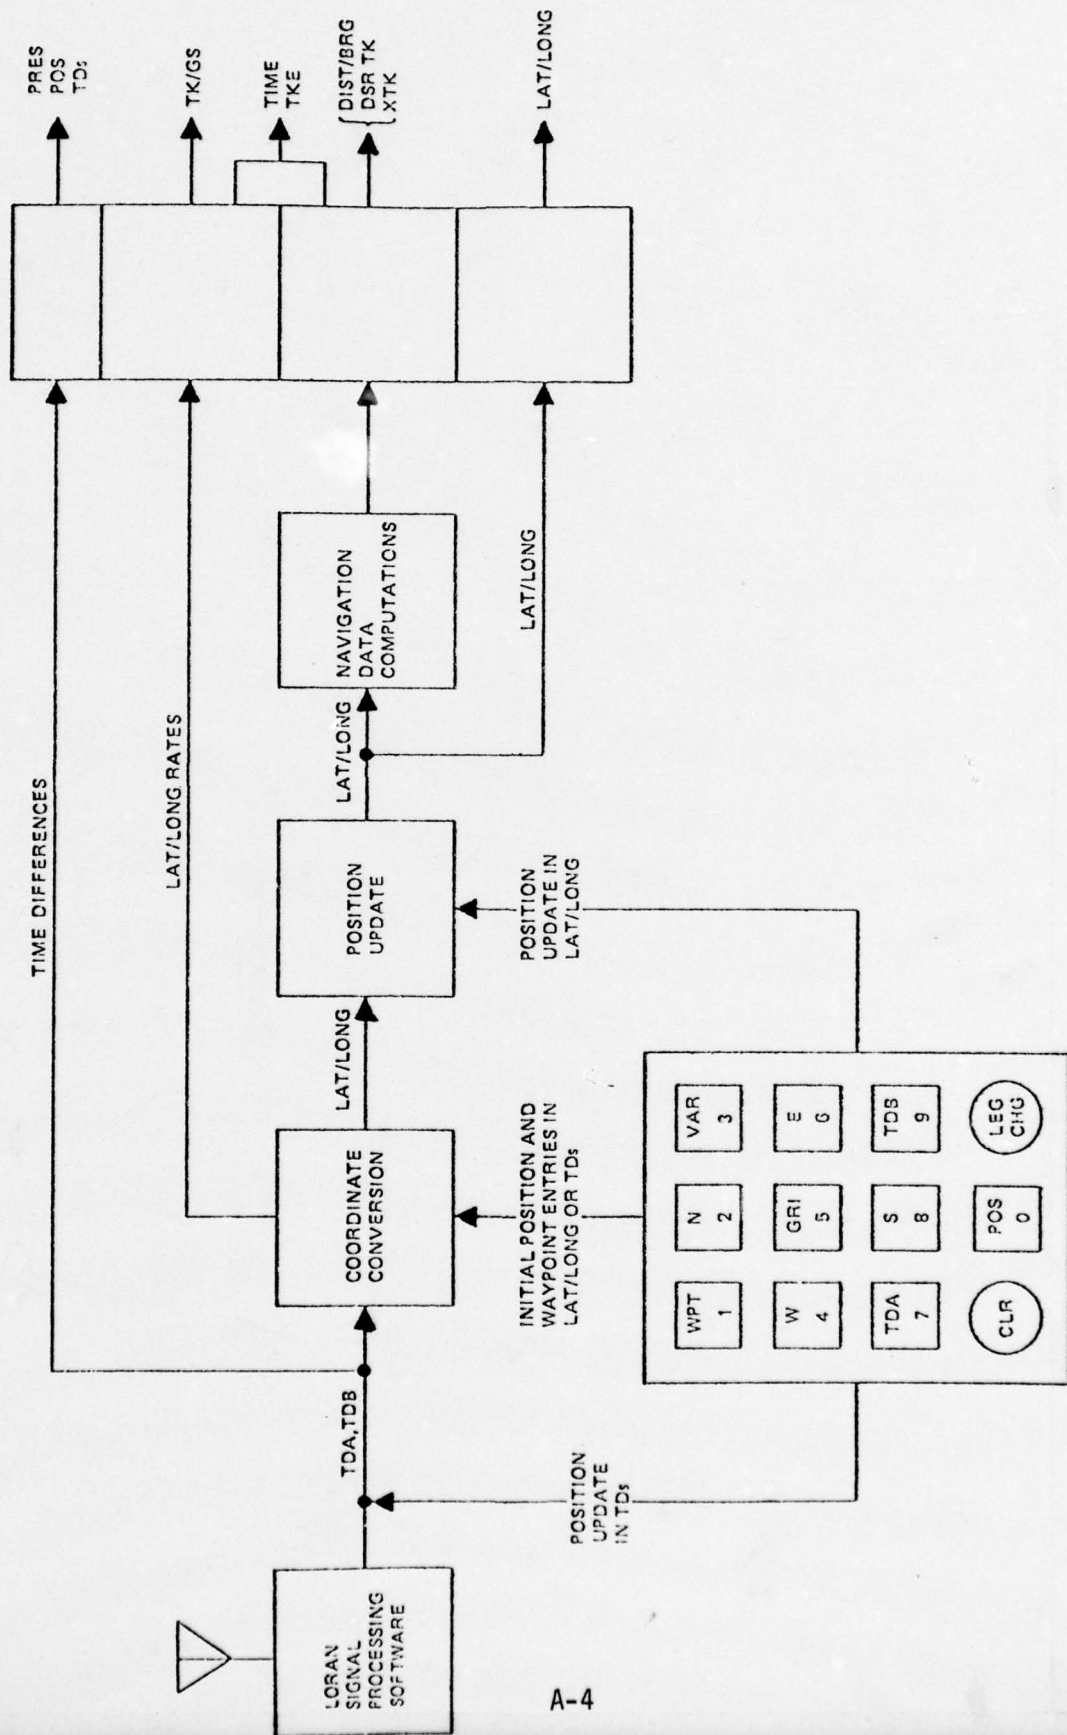 LORAN
SIGNAL
PROCESSING
SOFTWARE
TDA,TDB
POSITION
UPDATE
IN TDs
TIME DIFFERENCES
COORDINATE
CONVERSION
LAT/LONG RATES
LAT/LONG
INITIAL POSITION AND
WAYPOINT ENTRIES IN
LAT/LONG OR TDs
POSITION
UPDATE
POSITION
UPDATE IN
LAT/LONG
LAT/LONG
NAVIGATION
DATA
COMPUTATIONS
LAT/LONG
PRES
POS
TDs
TK/GS
TIME
TKE
DIST/BRG
DSR TK
XTK
LAT/LONG
WPT
1
N
2
VAR
3
W
4
GRI
5
E
6
TDA
7
S
8
TDB
9
CLR
POS
0
LEG
CHG
A-4